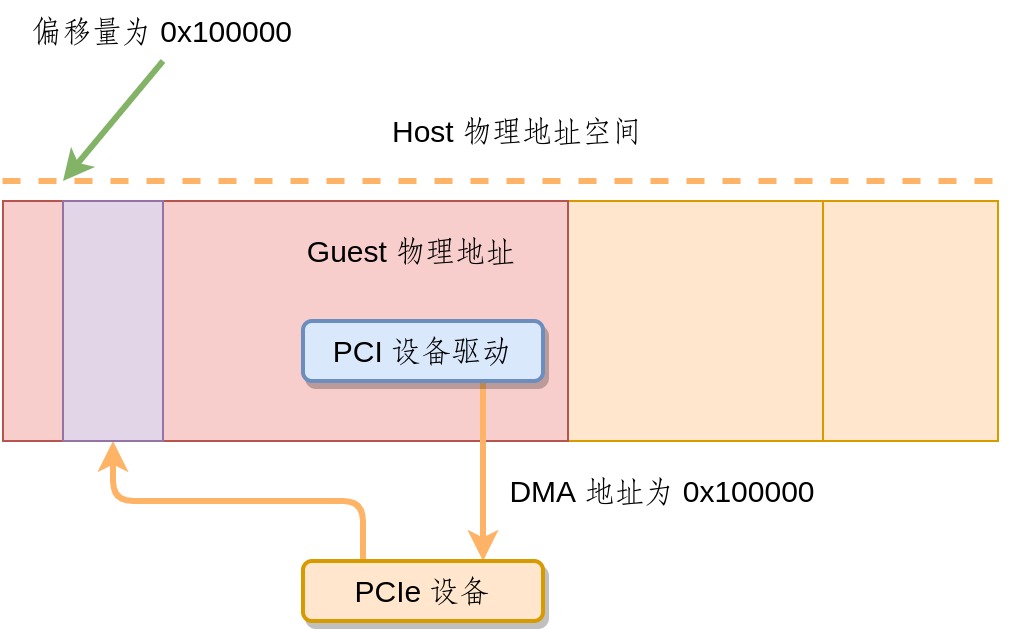 偏移量为 0x100000
Host 物理地址空间
Guest 物理地址
PCI 设备驱动
DMA 地址为 0x100000
PCIe 设备